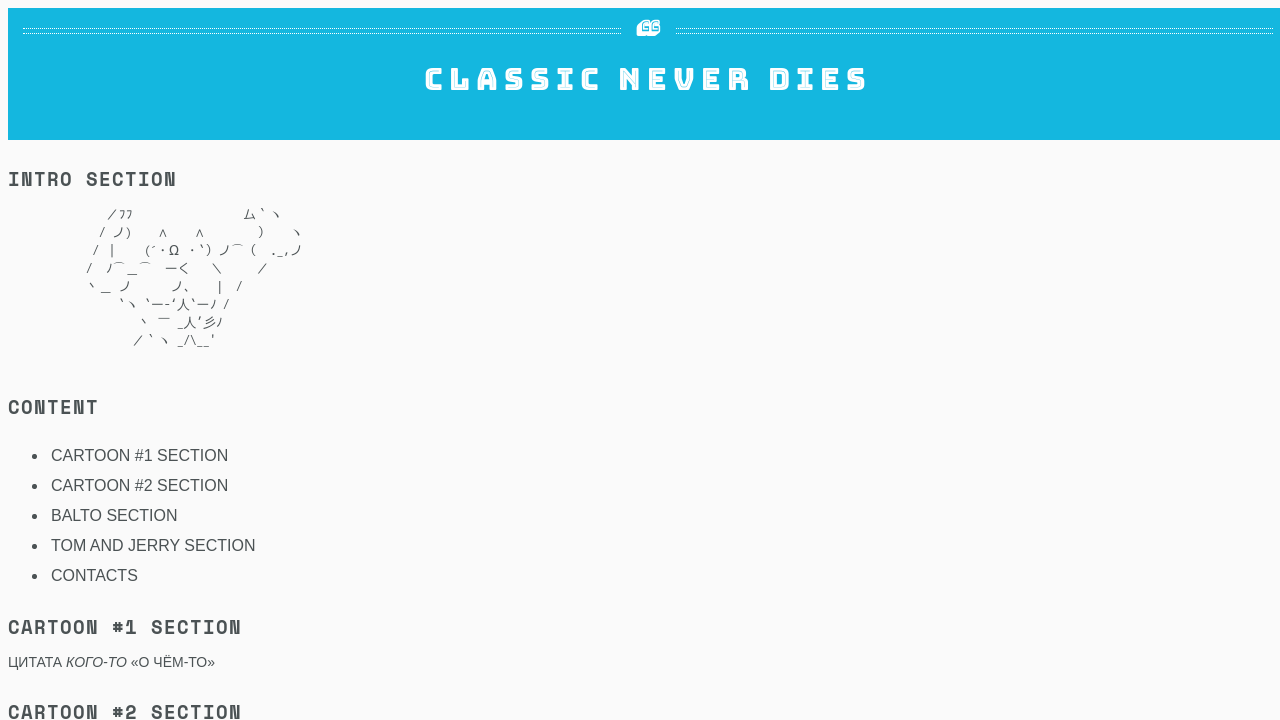 GG
CLASSIC NEVER DIES
INTRO SECTION
／ﾌﾌ                 ム｀ヽ
/ ノ)    ∧    ∧        ）   ヽ
/ ｜    (´・Ω ・`）ノ⌒（  ._,ノ
/  ﾉ⌒＿⌒  ーく   ＼     ／
丶＿ ノ      ノ､    |  /
`ヽ `ー-‘人`ーﾉ /
丶 ￣ _人’彡ﾉ
／｀ヽ _/\__'
CONTENT
CARTOON #1 SECTION
CARTOON #2 SECTION
BALTO SECTION
TOM AND JERRY SECTION
CONTACTS
CARTOON #1 SECTION
ЦИТАТА КОГО-ТО «О ЧЁМ-ТО»
CARTOON #2 SECTION